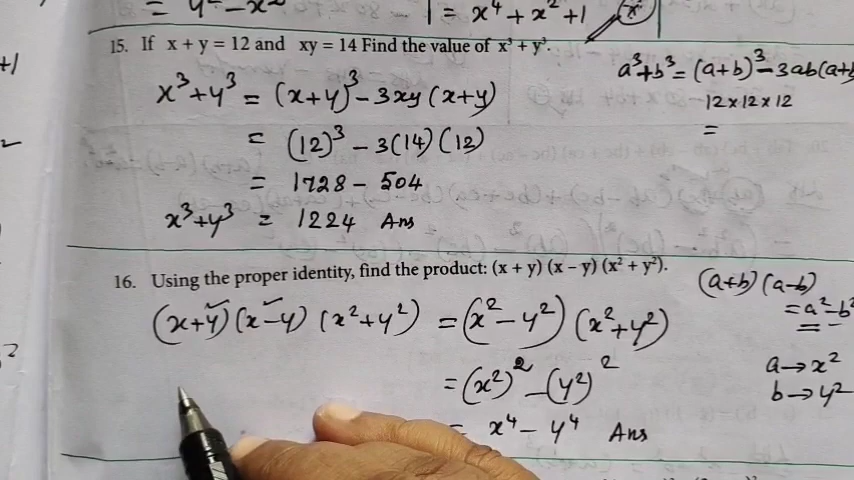 = x⁴ + x² + 1
15. If x + y = 12 and xy = 14 Find the value of x³ + y³.
a³+b³ = (a+b)³ - 3ab(a+b
x³+y³ = (x+y)³ - 3xy (x+y)
12 x 12 x 12
= (12)³ - 3(14) (12)
=
= 1728 - 504
x³+y³ = 1224 Ans
16. Using the proper identity, find the product: (x + y) (x – y) (x² + y²).
(a+b) (a-b)
= a² - b²
(x+y) (x-y) (x²+y²) = (x² - y²) (x²+y²)
= (x²)² - (y²)²
a → x²
b → y²
= x⁴ - y⁴ Ans